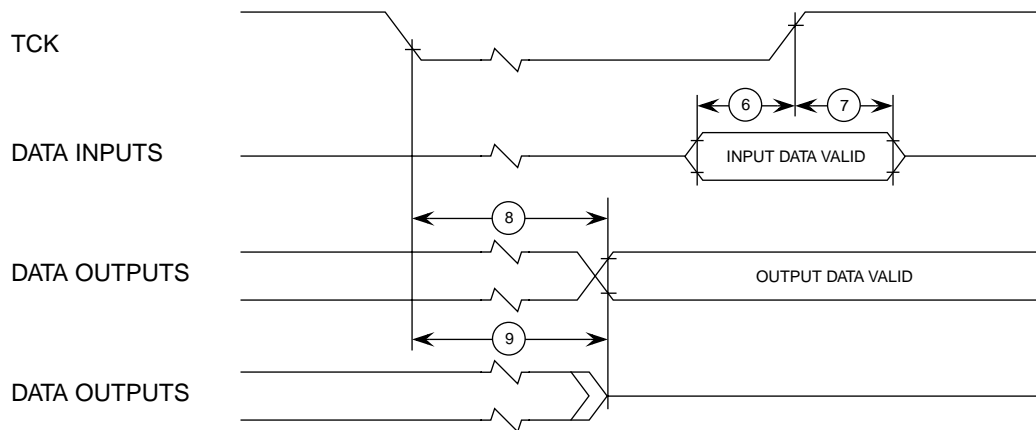 TCK
6
7
DATA INPUTS
INPUT DATA VALID
8
DATA OUTPUTS
OUTPUT DATA VALID
9
DATA OUTPUTS